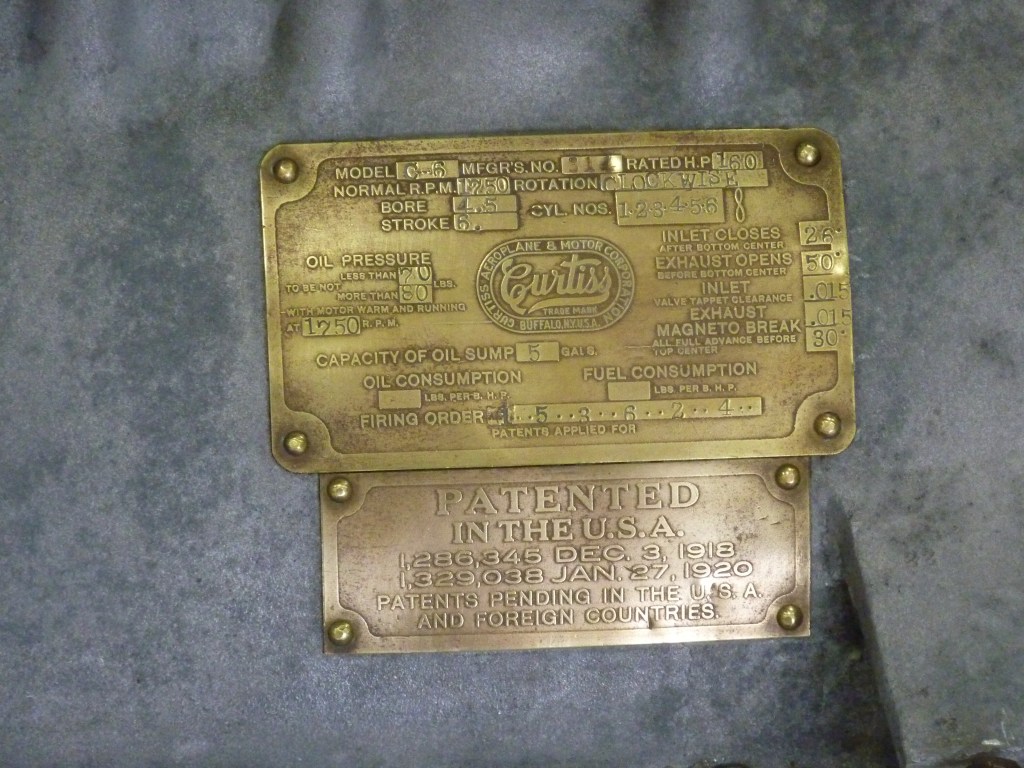 MODEL C-6 MFGR'S. NO. RATED H.P. 160
NORMAL R.P.M. 1750 ROTATION CLOCKWISE
BORE 4.5 CYL. NOS. 1-2-3-4-5-6 8
STROKE 6.
OIL PRESSURE
LESS THAN
TO BE NOT LBS.
MORE THAN 80
WITH MOTOR WARM AND RUNNING
AT 1750 R.P.M.
CURTISS AEROPLANE & MOTOR CORPORATION
Curtiss
TRADE MARK
BUFFALO, N.Y. U.S.A.
INLET CLOSES 26°
AFTER BOTTOM CENTER
EXHAUST OPENS 50°
BEFORE BOTTOM CENTER
INLET .015
VALVE TAPPET CLEARANCE
EXHAUST .015
MAGNETO BREAK 30°
ALL FULL ADVANCE BEFORE
TOP CENTER
CAPACITY OF OIL SUMP 5 GALS.
OIL CONSUMPTION
LBS. PER B. H. P.
FUEL CONSUMPTION
LBS. PER B. H. P.
FIRING ORDER 1..5..3..6..2..4..
PATENTS APPLIED FOR
PATENTED
IN THE U.S.A.
1,286,345 DEC. 3, 1918
1,329,038 JAN. 27, 1920
PATENTS PENDING IN THE U.S.A.
AND FOREIGN COUNTRIES.